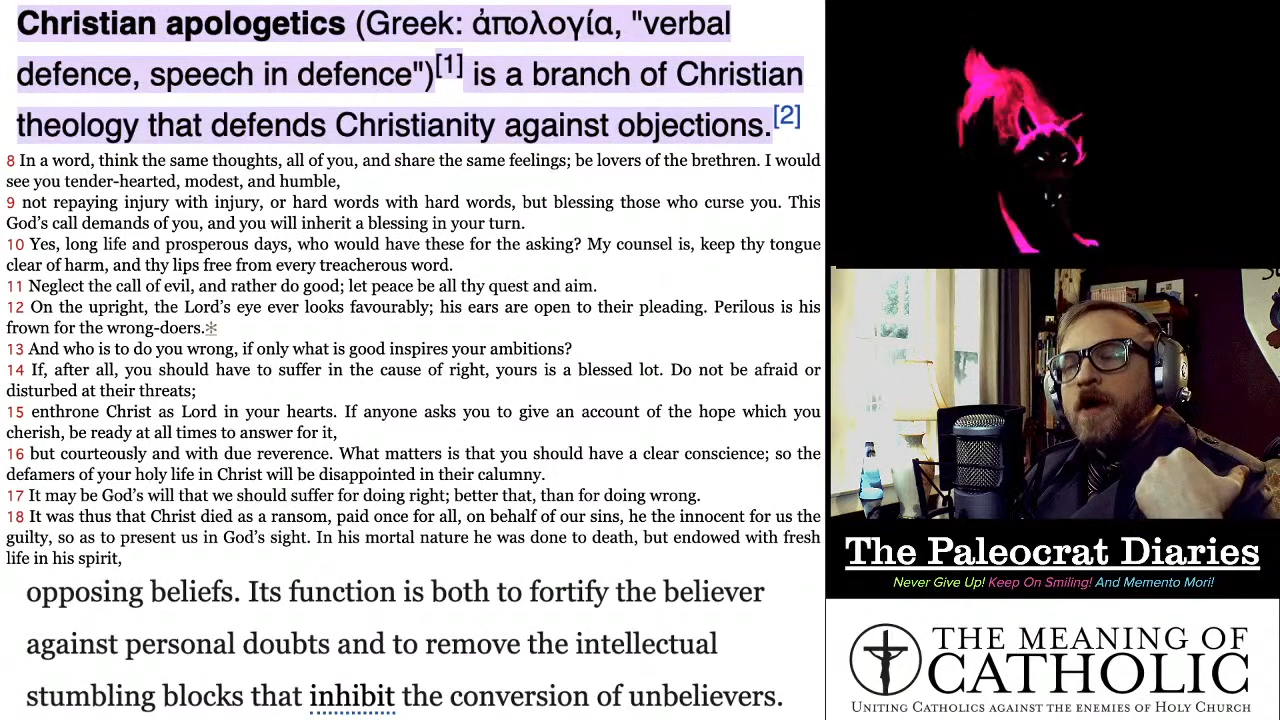 Christian apologetics (Greek: ἀπολογία, "verbal
defence, speech in defence")[1] is a branch of Christian
theology that defends Christianity against objections.[2]
8 In a word, think the same thoughts, all of you, and share the same feelings; be lovers of the brethren. I would
see you tender-hearted, modest, and humble,
9 not repaying injury with injury, or hard words with hard words, but blessing those who curse you. This
God’s call demands of you, and you will inherit a blessing in your turn.
10 Yes, long life and prosperous days, who would have these for the asking? My counsel is, keep thy tongue
clear of harm, and thy lips free from every treacherous word.
11 Neglect the call of evil, and rather do good; let peace be all thy quest and aim.
12 On the upright, the Lord’s eye ever looks favourably; his ears are open to their pleading. Perilous is his
frown for the wrong-doers.*
13 And who is to do you wrong, if only what is good inspires your ambitions?
14 If, after all, you should have to suffer in the cause of right, yours is a blessed lot. Do not be afraid or
disturbed at their threats;
15 enthrone Christ as Lord in your hearts. If anyone asks you to give an account of the hope which you
cherish, be ready at all times to answer for it,
16 but courteously and with due reverence. What matters is that you should have a clear conscience; so the
defamers of your holy life in Christ will be disappointed in their calumny.
17 It may be God’s will that we should suffer for doing right; better that, than for doing wrong.
18 It was thus that Christ died as a ransom, paid once for all, on behalf of our sins, he the innocent for us the
guilty, so as to present us in God’s sight. In his mortal nature he was done to death, but endowed with fresh
life in his spirit,
opposing beliefs. Its function is both to fortify the believer
against personal doubts and to remove the intellectual
stumbling blocks that inhibit the conversion of unbelievers.
The Paleocrat Diaries
Never Give Up! Keep On Smiling! And Memento Mori!
THE MEANING OF
CATHOLIC
UNITING CATHOLICS AGAINST THE ENEMIES OF HOLY CHURCH